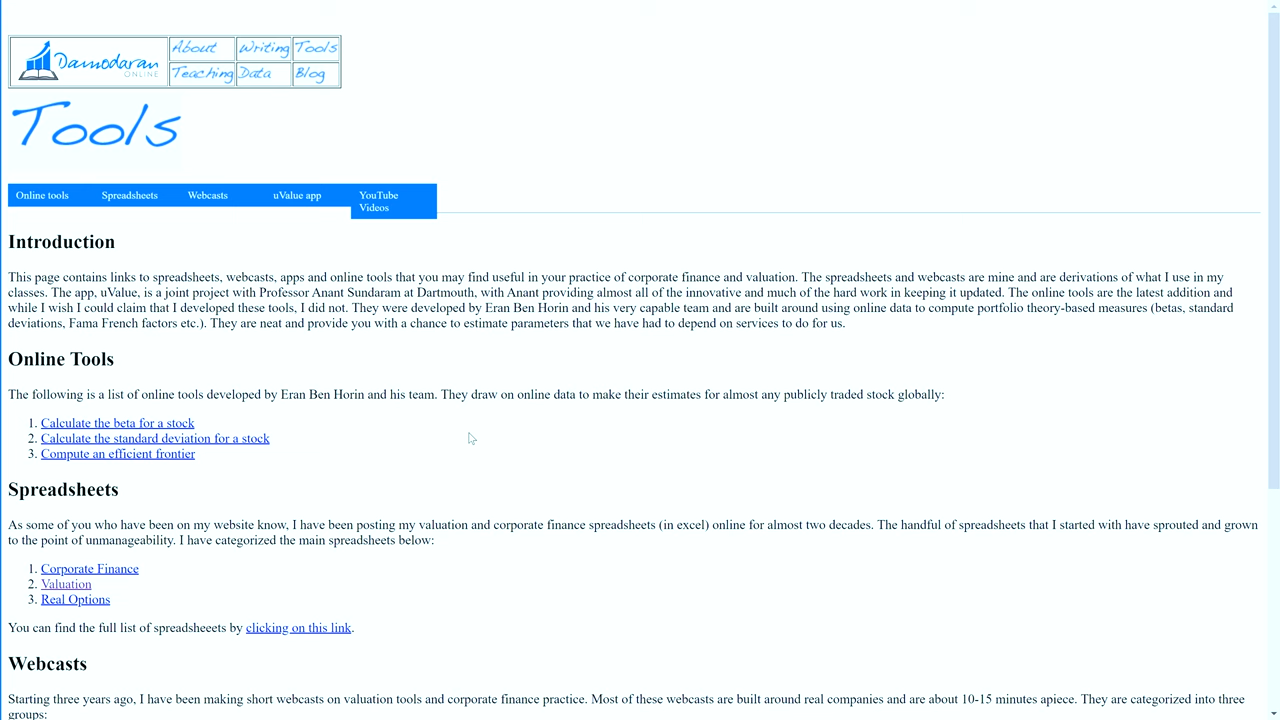 Damodaran
ONLINE
About Writing Tools
Teaching Data Blog
Tools
Online tools Spreadsheets Webcasts uValue app YouTube
Videos
Introduction
This page contains links to spreadsheets, webcasts, apps and online tools that you may find useful in your practice of corporate finance and valuation. The spreadsheets and webcasts are mine and are derivations of what I use in my
classes. The app, uValue, is a joint project with Professor Anant Sundaram at Dartmouth, with Anant providing almost all of the innovative and much of the hard work in keeping it updated. The online tools are the latest addition and
while I wish I could claim that I developed these tools, I did not. They were developed by Eran Ben Horin and his very capable team and are built around using online data to compute portfolio theory-based measures (betas, standard
deviations, Fama French factors etc.). They are neat and provide you with a chance to estimate parameters that we have had to depend on services to do for us.
Online Tools
The following is a list of online tools developed by Eran Ben Horin and his team. They draw on online data to make their estimates for almost any publicly traded stock globally:
1. Calculate the beta for a stock
2. Calculate the standard deviation for a stock
3. Compute an efficient frontier
Spreadsheets
As some of you who have been on my website know, I have been posting my valuation and corporate finance spreadsheets (in excel) online for almost two decades. The handful of spreadsheets that I started with have sprouted and grown
to the point of unmanageability. I have categorized the main spreadsheets below:
1. Corporate Finance
2. Valuation
3. Real Options
You can find the full list of spreadsheeets by clicking on this link.
Webcasts
Starting three years ago, I have been making short webcasts on valuation tools and corporate finance practice. Most of these webcasts are built around real companies and are about 10-15 minutes apiece. They are categorized into three
groups: